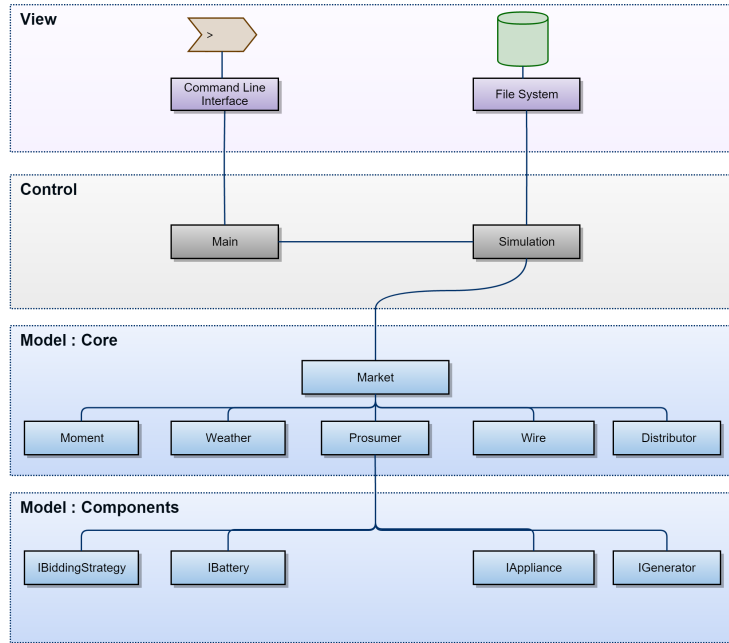 View
>
Command Line
Interface
File System
Control
Main
Simulation
Model : Core
Market
Moment
Weather
Prosumer
Wire
Distributor
Model : Components
IBiddingStrategy
IBattery
IAppliance
IGenerator